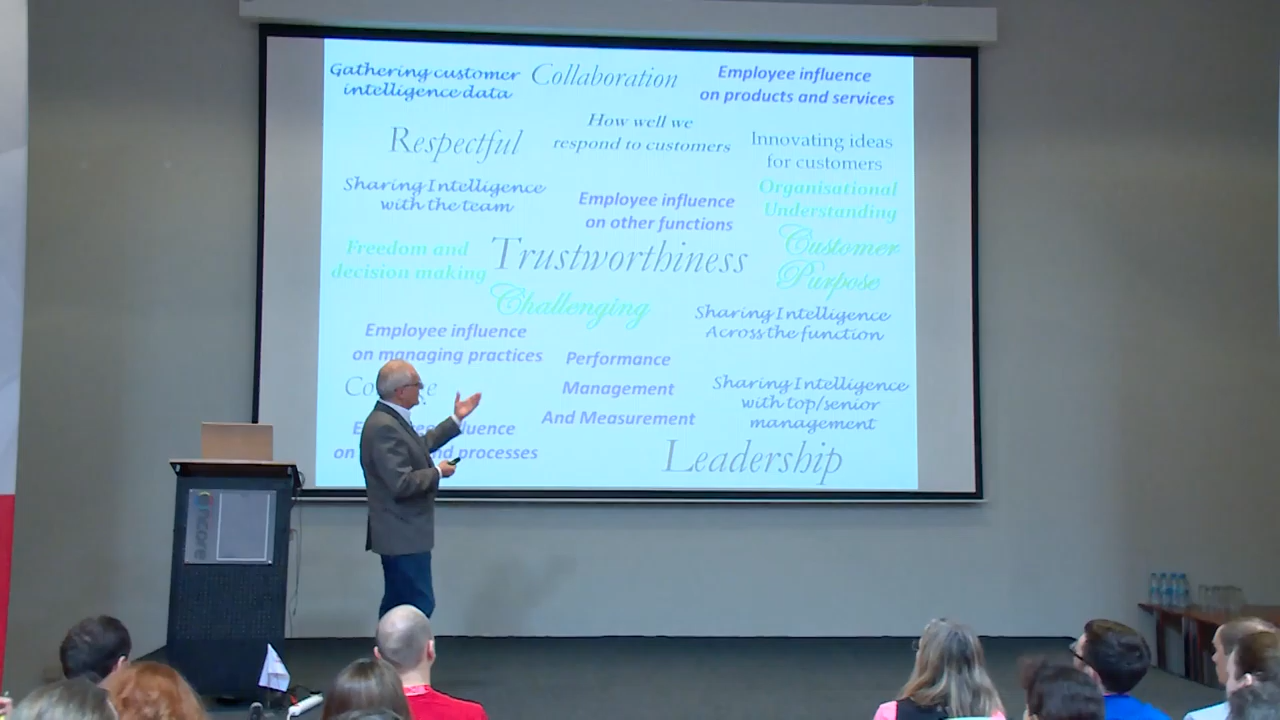 Gathering customer
intelligence data
Collaboration
Employee influence
on products and services
Respectful
How well we
respond to customers
Innovating ideas
for customers
Sharing Intelligence
with the team
Employee influence
on other functions
Organisational
Understanding
Freedom and
decision making
Trustworthiness
Customer
Purpose
Challenging
Sharing Intelligence
Across the function
Employee influence
on managing practices
Performance
Management
And Measurement
Sharing Intelligence
with top/senior
management
influence
on
processes
Leadership
ncore